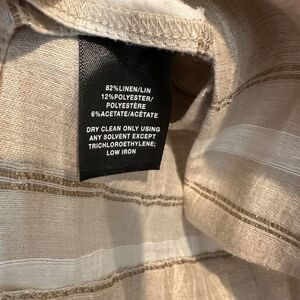 82%LINEN/LIN
12%POLYESTER/
POLYESTÈRE
6%ACETATE/ACÉTATE
DRY CLEAN ONLY USING
ANY SOLVENT EXCEPT
TRICHLOROETHYLENE;
LOW IRON